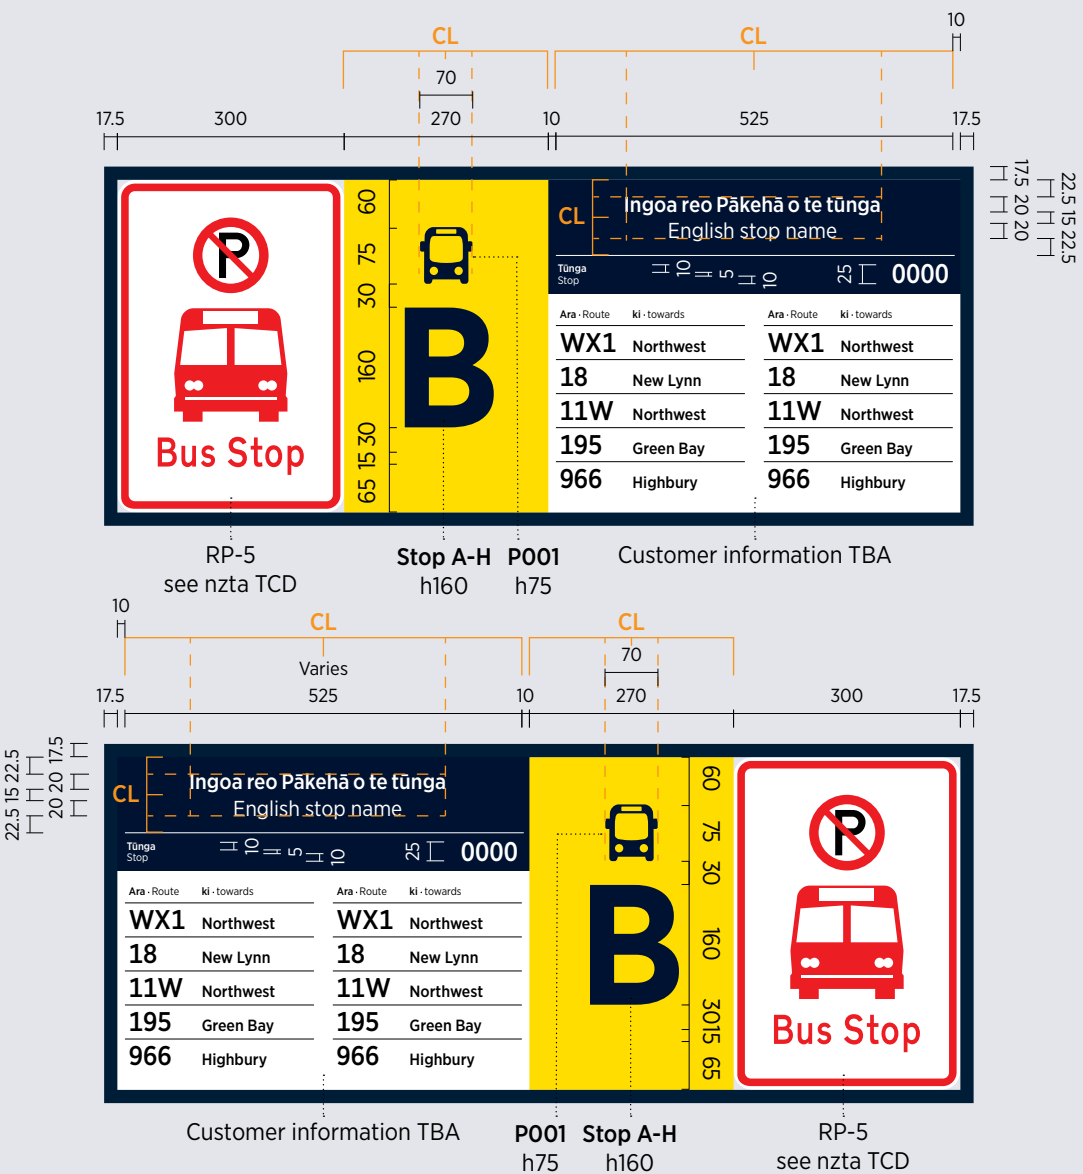 10
CL
CL
70
17.5
300
270
10
525
17.5
60
75
30
160
30
15
65
CL
Ingoa reo Pākehā o te tūnga
English stop name
17.5 20 20
22.5 15 22.5
Tūnga
Stop
10
5
10
25
0000
P
Bus Stop
B
Ara · Route ki · towards
WX1 Northwest
18 New Lynn
11W Northwest
195 Green Bay
966 Highbury
Ara · Route ki · towards
WX1 Northwest
18 New Lynn
11W Northwest
195 Green Bay
966 Highbury
RP-5
see nzta TCD
Stop A-H
h160
P001
h75
Customer information TBA
10
CL
CL
Varies
70
17.5
525
10
270
300
17.5
22.5 15 22.5
20 20 17.5
CL
Ingoa reo Pākehā o te tūnga
English stop name
Tūnga
Stop
10
5
10
25
0000
Ara · Route ki · towards
WX1 Northwest
18 New Lynn
11W Northwest
195 Green Bay
966 Highbury
Ara · Route ki · towards
WX1 Northwest
18 New Lynn
11W Northwest
195 Green Bay
966 Highbury
B
60
75
30
160
30
15
65
P
Bus Stop
Customer information TBA
P001
h75
Stop A-H
h160
RP-5
see nzta TCD